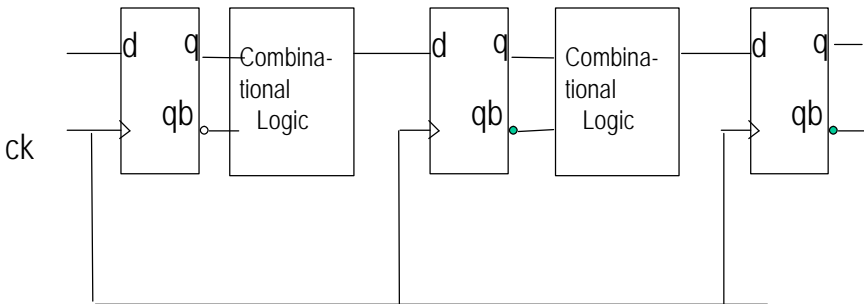 d q
qb
Combina-
tional
Logic
d q
qb
Combina-
tional
Logic
d q
qb
ck